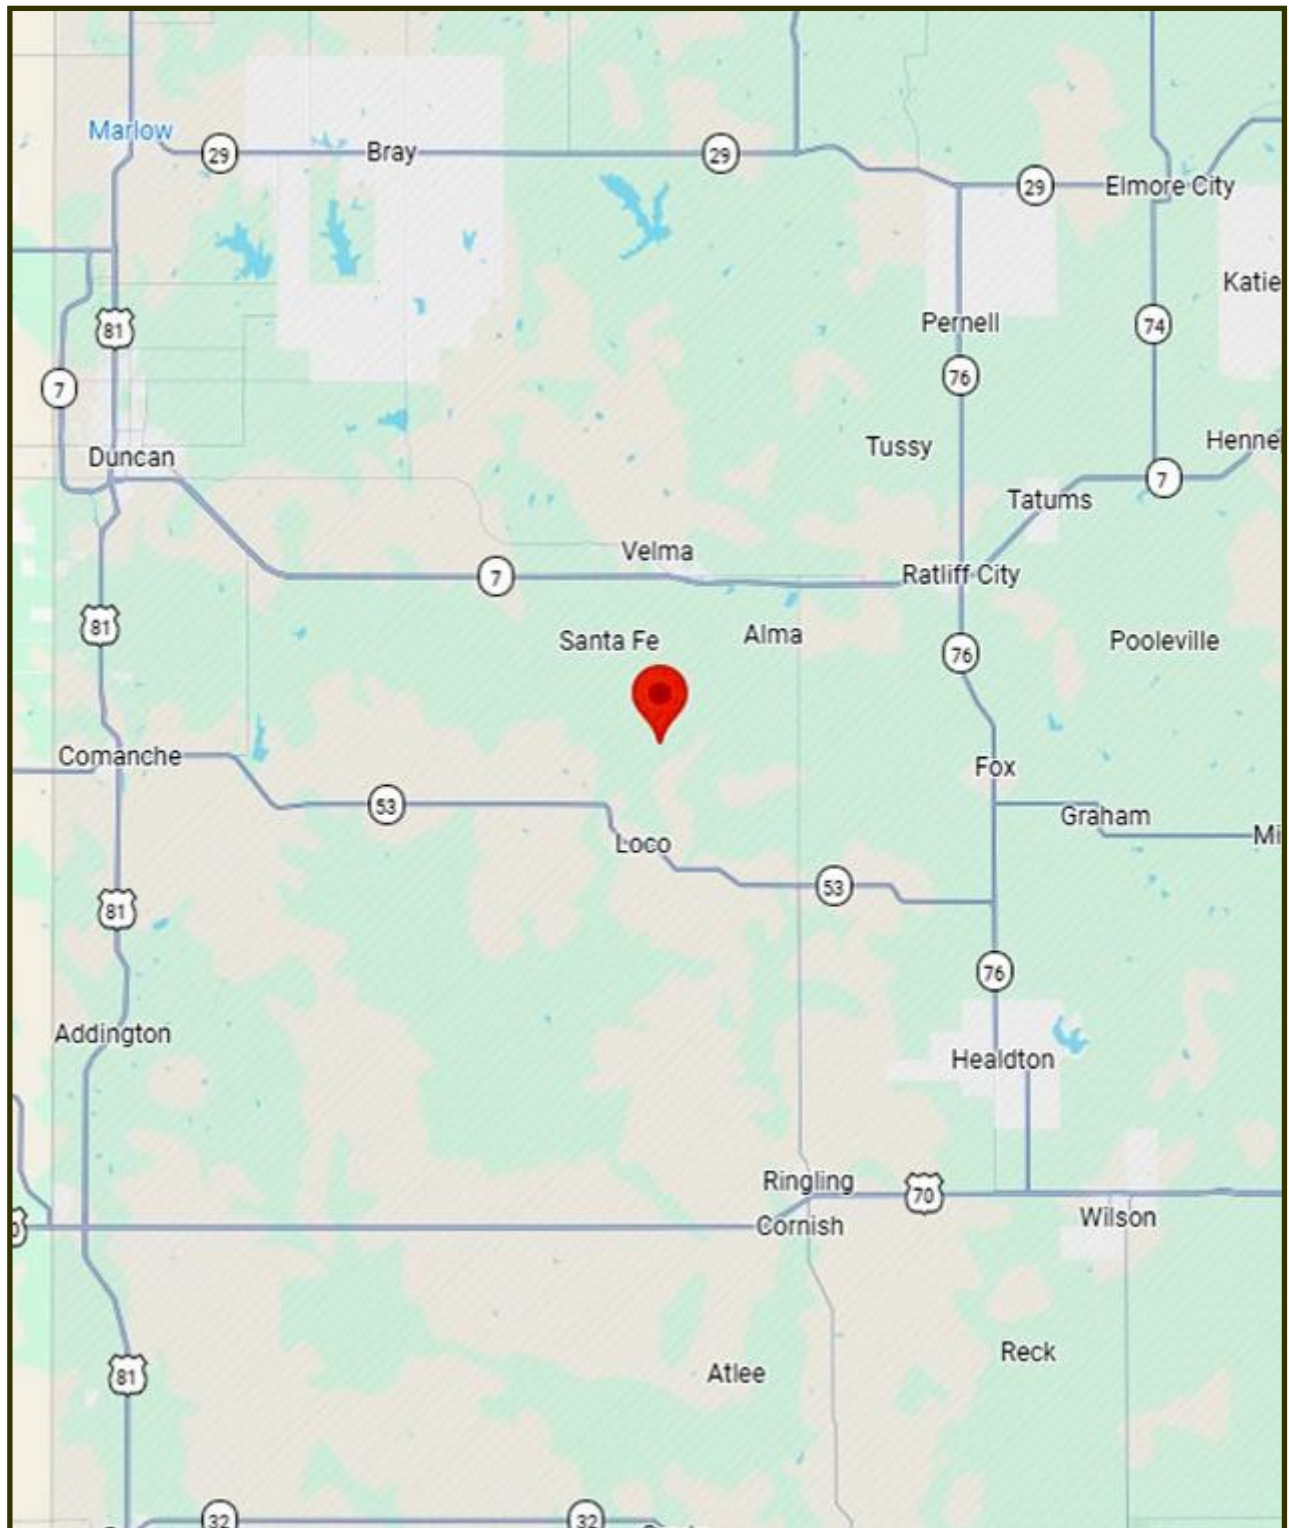 Marlow
29
Bray
29
29
Elmore City
Katie
81
Pernell
74
7
76
Tussy
Henne
Duncan
7
Tatums
Velma
7
Ratliff City
81
Santa Fe
Alma
76
Pooleville
Comanche
Fox
53
Graham
Mi
Loco
53
81
76
Addington
Healdton
Ringling
70
Cornish
Wilson
Reck
Atlee
81
32
32